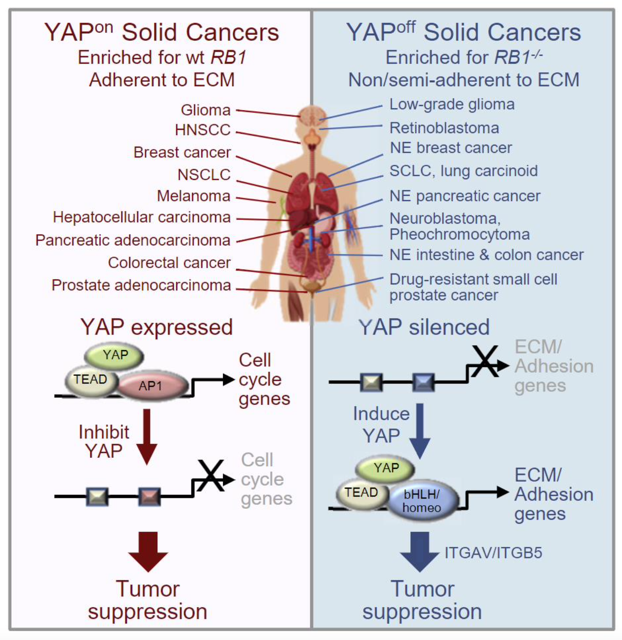 YAPon Solid Cancers
Enriched for wt RB1
Adherent to ECM
YAPoff Solid Cancers
Enriched for RB1-/-
Non/semi-adherent to ECM
Glioma
HNSCC
Breast cancer
NSCLC
Melanoma
Hepatocellular carcinoma
Pancreatic adenocarcinoma
Colorectal cancer
Prostate adenocarcinoma
Low-grade glioma
Retinoblastoma
NE breast cancer
SCLC, lung carcinoid
NE pancreatic cancer
Neuroblastoma,
Pheochromocytoma
NE intestine & colon cancer
Drug-resistant small cell
prostate cancer
YAP expressed
YAP
TEAD
AP1
Cell
cycle
genes
Inhibit
YAP
Cell
cycle
genes
Tumor
suppression
YAP silenced
ECM/
Adhesion
genes
Induce
YAP
YAP
TEAD
bHLH/
homeo
ECM/
Adhesion
genes
ITGAV/ITGB5
Tumor
suppression